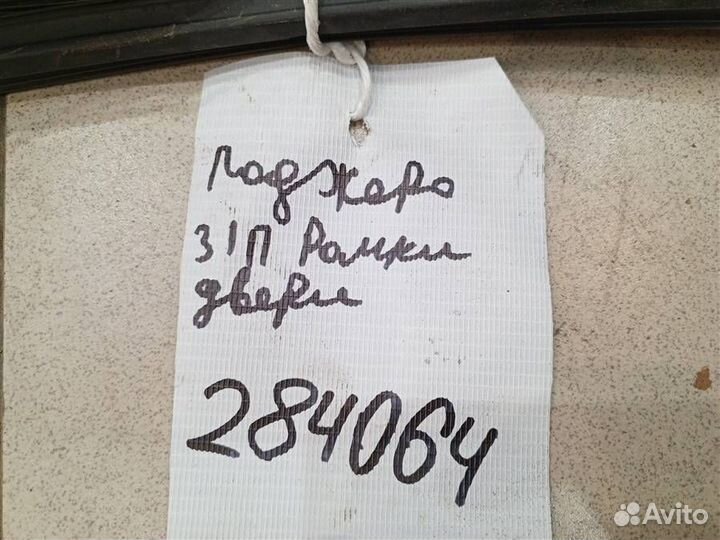 Паджеро
З/П Рамки
двери
284064
Avito